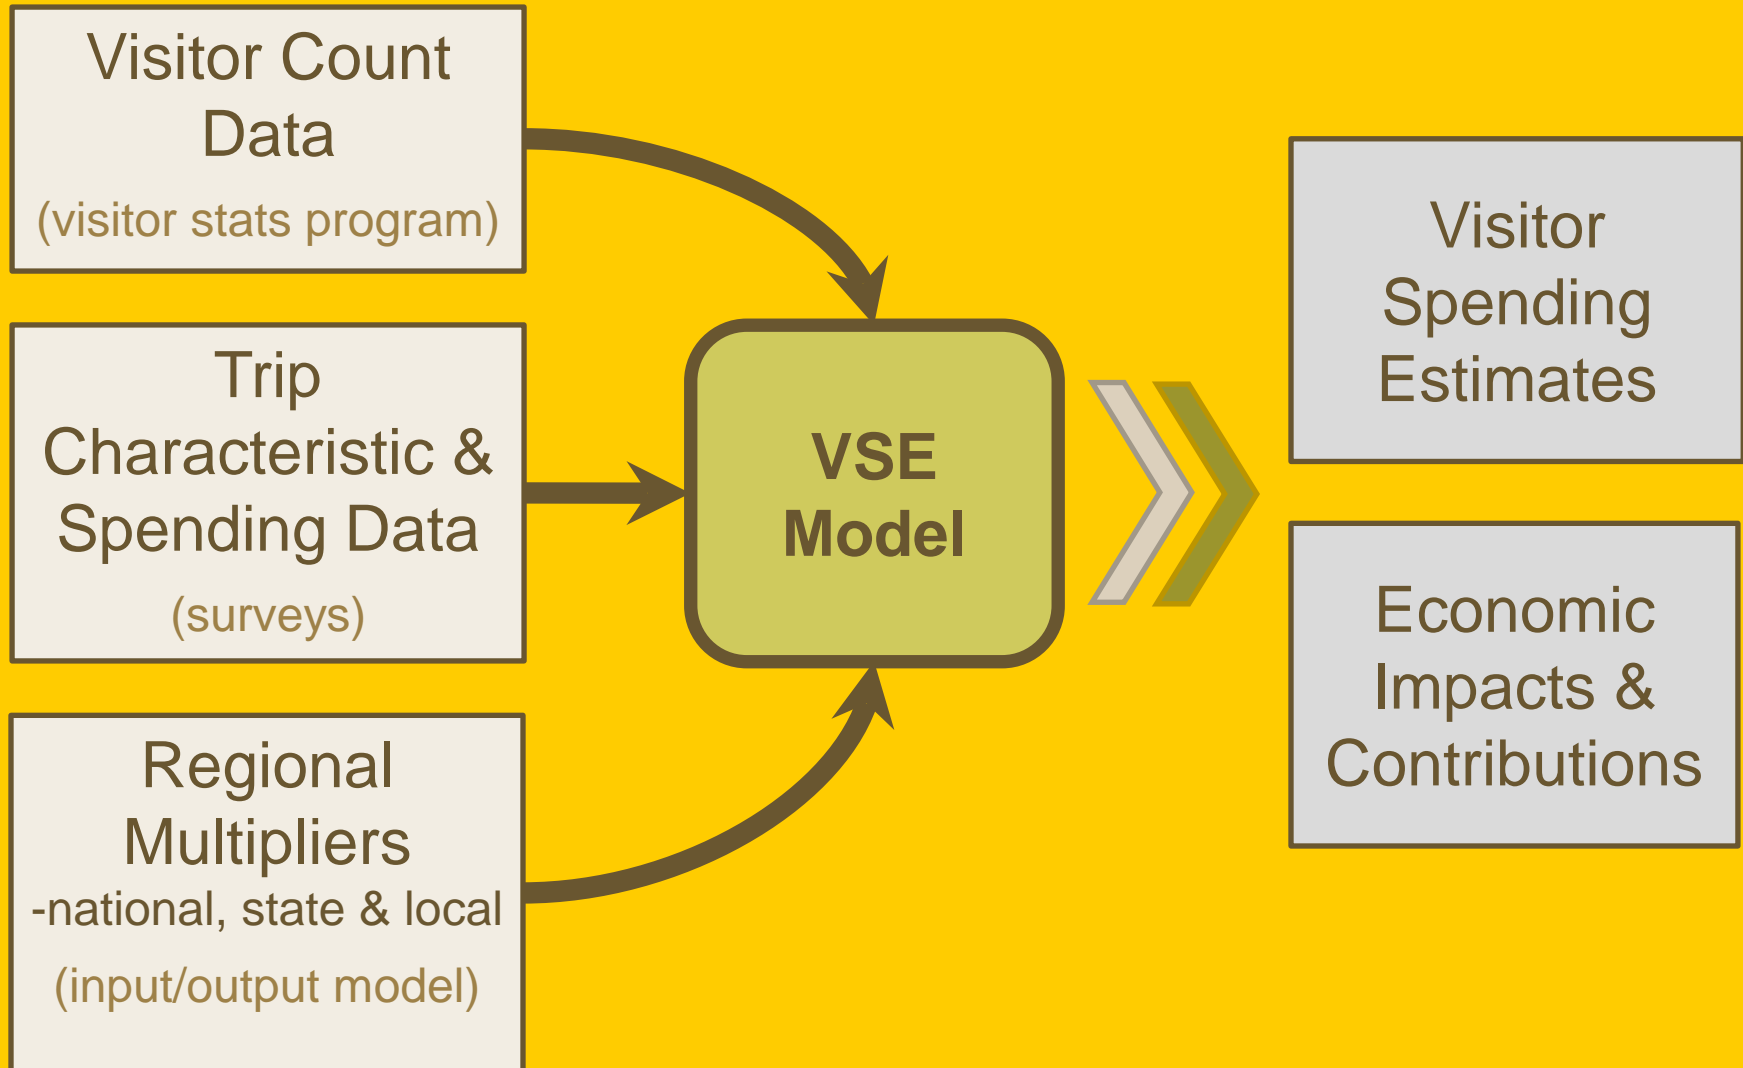 Visitor Count
Data
(visitor stats program)
Trip
Characteristic &
Spending Data
(surveys)
Regional
Multipliers
-national, state & local
(input/output model)
VSE
Model
Visitor
Spending
Estimates
Economic
Impacts &
Contributions